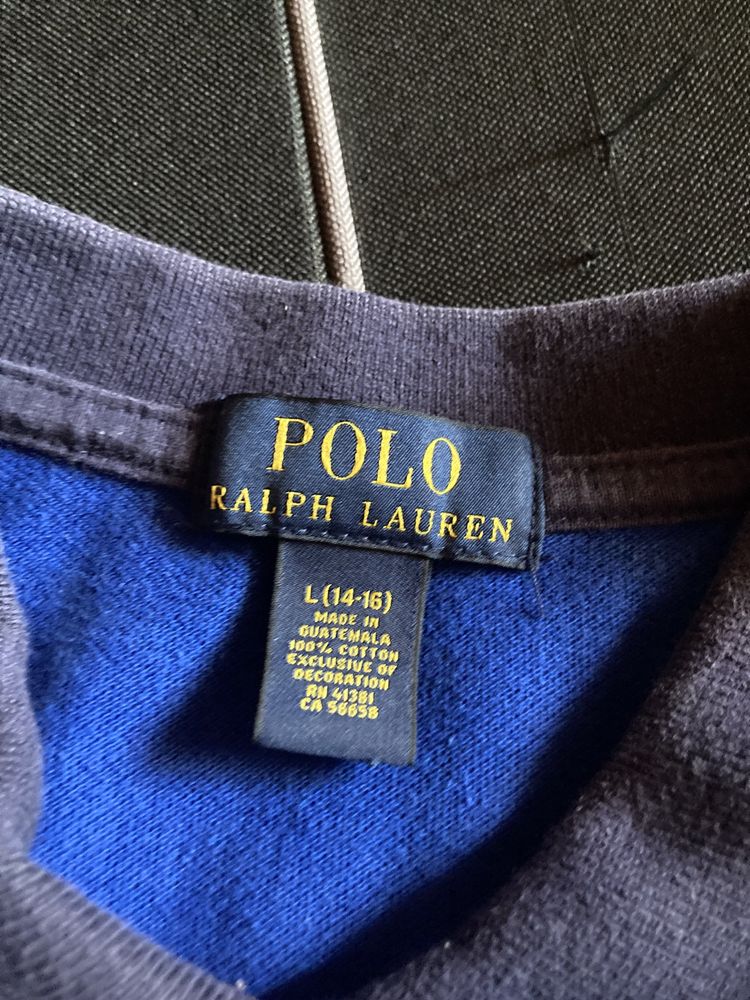 POLO
RALPH LAUREN
L (14-16)
MADE IN
GUATEMALA
100% COTTON
EXCLUSIVE OF
DECORATION
RN 41381
CA 56658